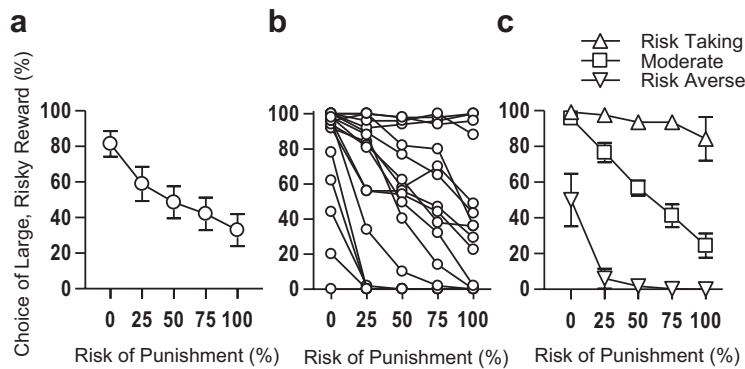 a
b
c
Risk Taking
Moderate
Risk Averse
Choice of Large, Risky Reward (%)
100
80
60
40
20
0
0 25 50 75 100
Risk of Punishment (%)
100
80
60
40
20
0
0 25 50 75 100
Risk of Punishment (%)
100
80
60
40
20
0
0 25 50 75 100
Risk of Punishment (%)